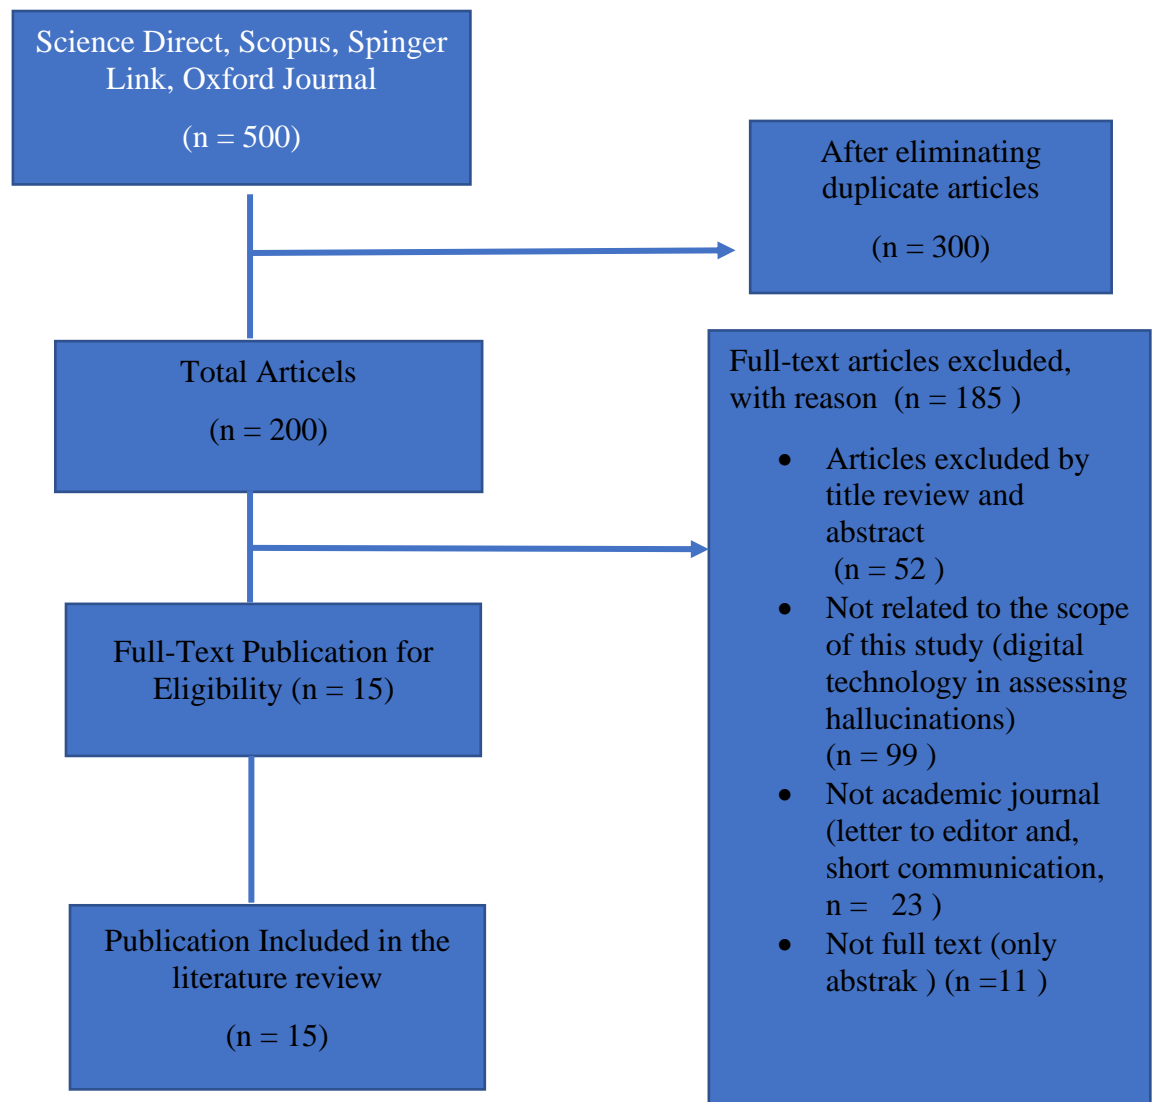 Science Direct, Scopus, Spinger
Link, Oxford Journal
(n = 500)
After eliminating
duplicate articles
(n = 300)
Total Articels
(n = 200)
Full-text articles excluded,
with reason (n = 185 )
• Articles excluded by
title review and
abstract
(n = 52 )
• Not related to the scope
of this study (digital
technology in assessing
hallucinations)
(n = 99 )
• Not academic journal
(letter to editor and,
short communication,
n = 23 )
• Not full text (only
abstrak ) (n =11 )
Full-Text Publication for
Eligibility (n = 15)
Publication Included in the
literature review
(n = 15)